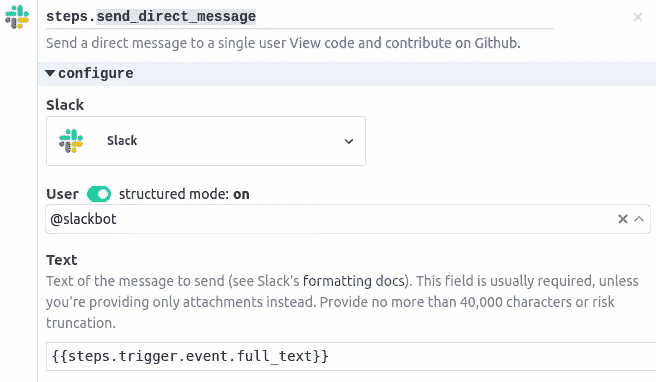 steps.send_direct_message
Send a direct message to a single user View code and contribute on Github.
configure
Slack
Slack
User structured mode: on
@slackbot
Text
Text of the message to send (see Slack's formatting docs). This field is usually required, unless
you're providing only attachments instead. Provide no more than 40,000 characters or risk
truncation.
{{steps.trigger.event.full_text}}